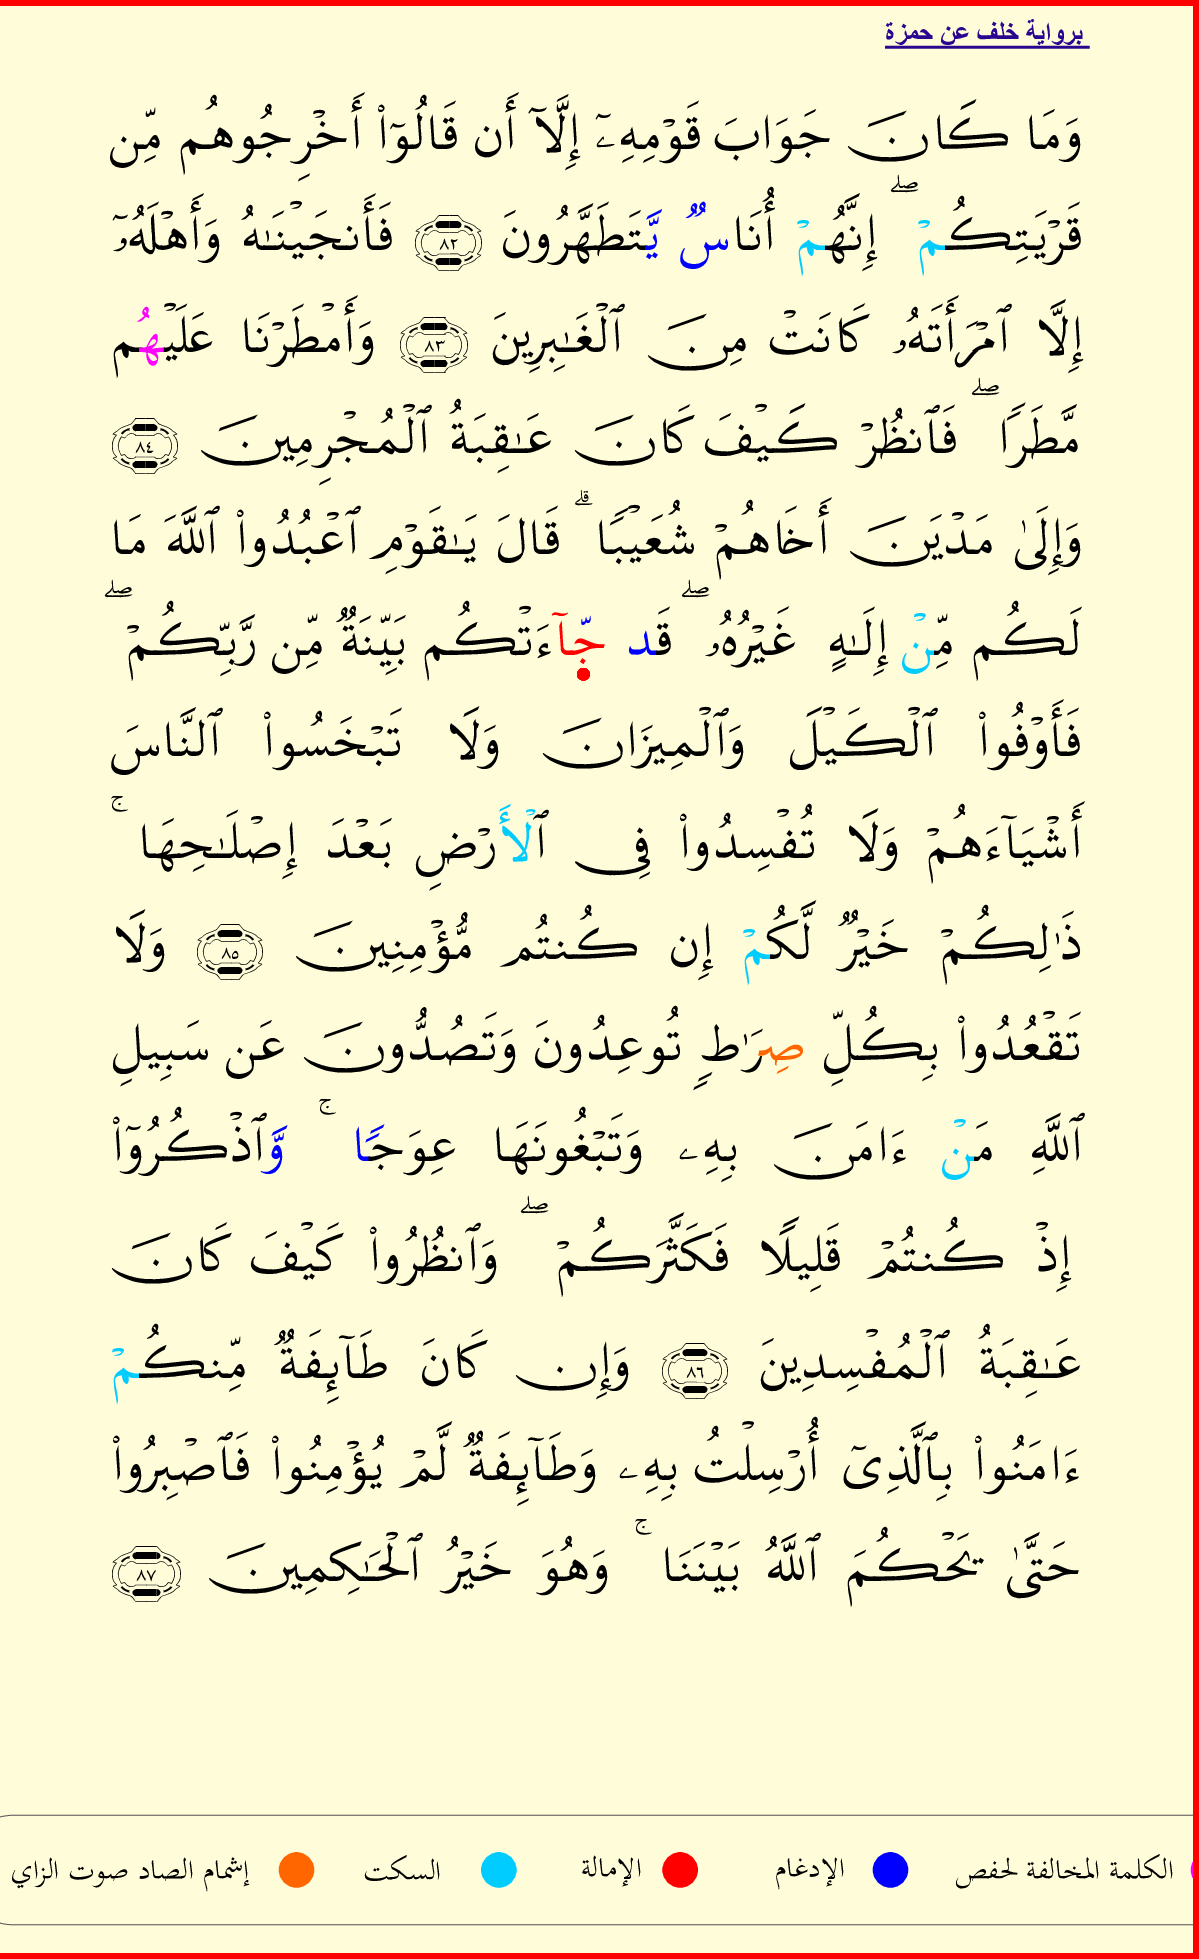 برواية خلف عن حمزة
وَمَا كَانَ جَوَابَ قَوْمِهِۦٓ إِلَّآ أَن قَالُوٓا۟ أَخْرِجُوهُم مِّن
قَرْيَتِكُمْ ۖ إِنَّهُمْ أُنَاسٌ يَّتَطَهَّرُونَ ٨٢ فَأَنجَيْنَـٰهُ وَأَهْلَهُۥٓ
إِلَّا ٱمْرَأَتَهُۥ كَانَتْ مِنَ ٱلْغَـٰبِرِينَ ٨٣ وَأَمْطَرْنَا عَلَيْهُم
مَّطَرًا ۖ فَٱنظُرْ كَيْفَ كَانَ عَـٰقِبَةُ ٱلْمُجْرِمِينَ ٨٤
وَإِلَىٰ مَدْيَنَ أَخَاهُمْ شُعَيْبًا ۗ قَالَ يَـٰقَوْمِ ٱعْبُدُوا۟ ٱللَّهَ مَا
لَكُم مِّنْ إِلَـٰهٍ غَيْرُهُۥ ۖ قَد جِّآءَتْكُم بَيِّنَةٌ مِّن رَّبِّكُمْ ۖ
فَأَوْفُوا۟ ٱلْكَيْلَ وَٱلْمِيزَانَ وَلَا تَبْخَسُوا۟ ٱلنَّاسَ
أَشْيَآءَهُمْ وَلَا تُفْسِدُوا۟ فِى ٱلْأَرْضِ بَعْدَ إِصْلَـٰحِهَا ۚ
ذَٰلِكُمْ خَيْرٌ لَّكُمْ إِن كُنتُم مُّؤْمِنِينَ ٨٥ وَلَا
تَقْعُدُوا۟ بِكُلِّ صِرَٰطٍ تُوعِدُونَ وَتَصُدُّونَ عَن سَبِيلِ
ٱللَّهِ مَنْ ءَامَنَ بِهِۦ وَتَبْغُونَهَا عِوَجًا ۚ وَّٱذْكُرُوٓا۟
إِذْ كُنتُمْ قَلِيلًا فَكَثَّرَكُمْ ۖ وَٱنظُرُوا۟ كَيْفَ كَانَ
عَـٰقِبَةُ ٱلْمُفْسِدِينَ ٨٦ وَإِن كَانَ طَآئِفَةٌ مِّنكُمْ
ءَامَنُوا۟ بِٱلَّذِىٓ أُرْسِلْتُ بِهِۦ وَطَآئِفَةٌ لَّمْ يُؤْمِنُوا۟ فَٱصْبِرُوا۟
حَتَّىٰ يَحْكُمَ ٱللَّهُ بَيْنَنَا ۚ وَهُوَ خَيْرُ ٱلْحَـٰكِمِينَ ٨٧
الكلمة المخالفة لحفص الإدغام الإمالة السكت إشمام الصاد صوت الزاي